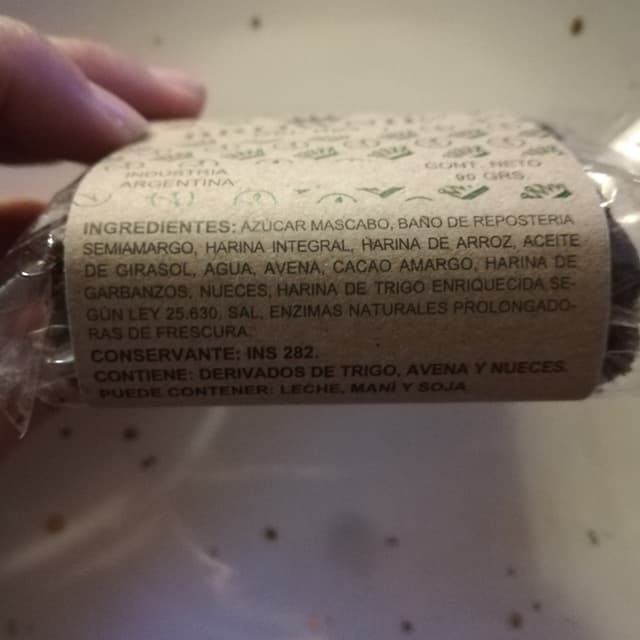 INDUSTRIA
ARGENTINA
CONT. NETO
90 GRS.
INGREDIENTES: AZÚCAR MASCABO, BAÑO DE REPOSTERIA
SEMIAMARGO, HARINA INTEGRAL, HARINA DE ARROZ, ACEITE
DE GIRASOL, AGUA, AVENA, CACAO AMARGO, HARINA DE
GARBANZOS, NUECES, HARINA DE TRIGO ENRIQUECIDA SE-
GÚN LEY 25.630, SAL, ENZIMAS NATURALES PROLONGADO-
RAS DE FRESCURA.
CONSERVANTE: INS 282.
CONTIENE: DERIVADOS DE TRIGO, AVENA Y NUECES.
PUEDE CONTENER: LECHE, MANÍ Y SOJA